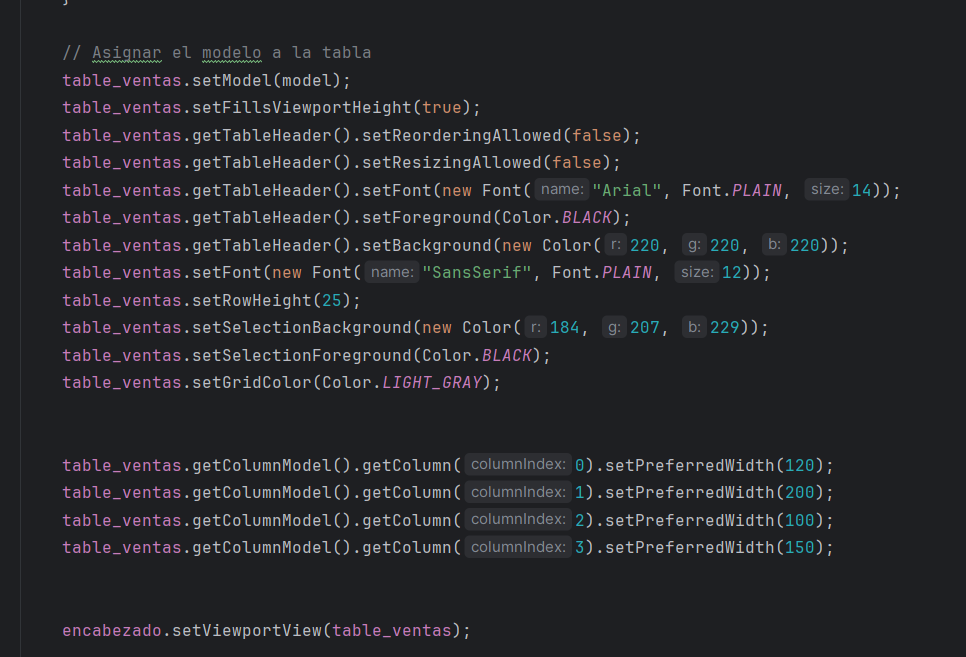 }
// Asignar el modelo a la tabla
table_ventas.setModel(model);
table_ventas.setFillsViewportHeight(true);
table_ventas.getTableHeader().setReorderingAllowed(false);
table_ventas.getTableHeader().setResizingAllowed(false);
table_ventas.getTableHeader().setFont(new Font( name: "Arial", Font.PLAIN, size: 14));
table_ventas.getTableHeader().setForeground(Color.BLACK);
table_ventas.getTableHeader().setBackground(new Color( r: 220, g: 220, b: 220));
table_ventas.setFont(new Font( name: "SansSerif", Font.PLAIN, size: 12));
table_ventas.setRowHeight(25);
table_ventas.setSelectionBackground(new Color( r: 184, g: 207, b: 229));
table_ventas.setSelectionForeground(Color.BLACK);
table_ventas.setGridColor(Color.LIGHT_GRAY);
table_ventas.getColumnModel().getColumn( columnIndex: 0).setPreferredWidth(120);
table_ventas.getColumnModel().getColumn( columnIndex: 1).setPreferredWidth(200);
table_ventas.getColumnModel().getColumn( columnIndex: 2).setPreferredWidth(100);
table_ventas.getColumnModel().getColumn( columnIndex: 3).setPreferredWidth(150);
encabezado.setViewportView(table_ventas);